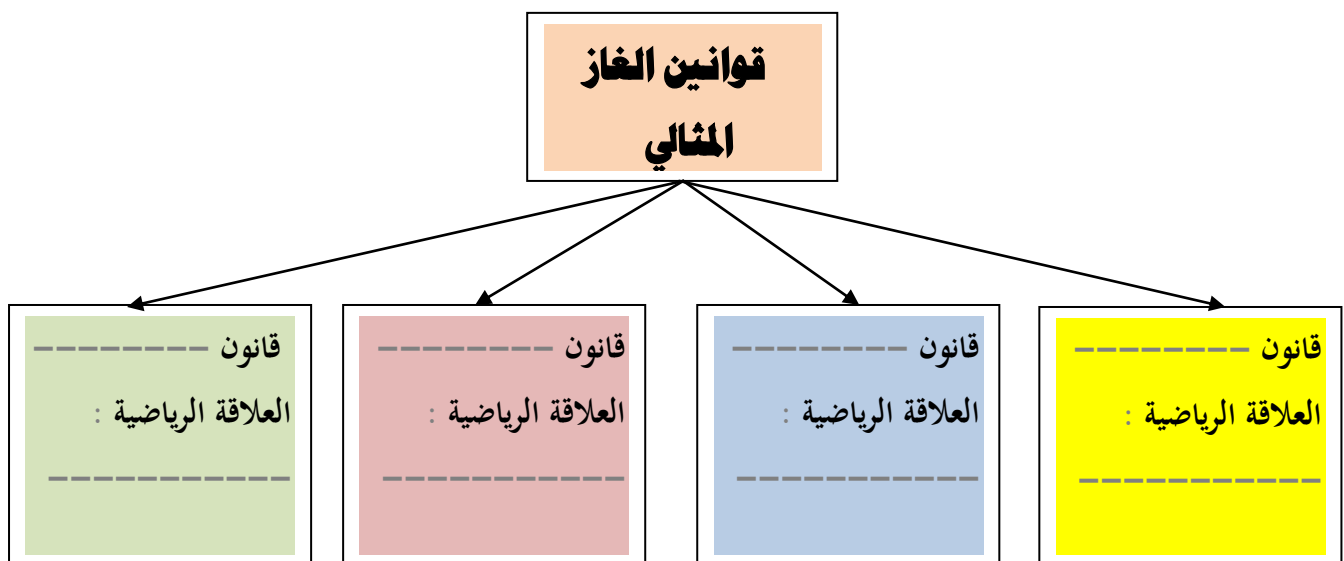 قوانين الغاز
المثالي
قانون --------
العلاقة الرياضية :
-----------
قانون --------
العلاقة الرياضية :
-----------
قانون --------
العلاقة الرياضية :
-----------
قانون --------
العلاقة الرياضية :
-----------